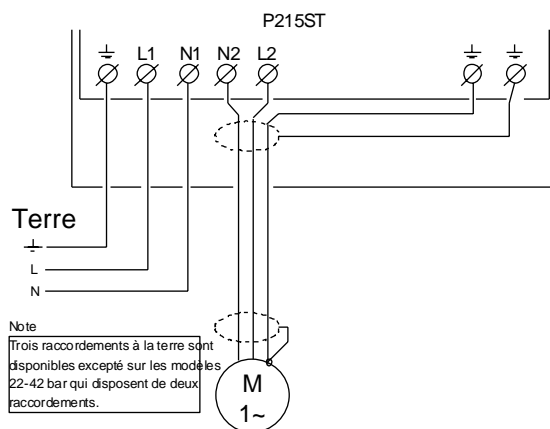 P215ST
L1 N1 N2 L2
Terre
L
N
Note
Trois raccordements à la terre sont
disponibles excepté sur les modèles
22-42 bar qui disposent de deux
raccordements.
M
1~